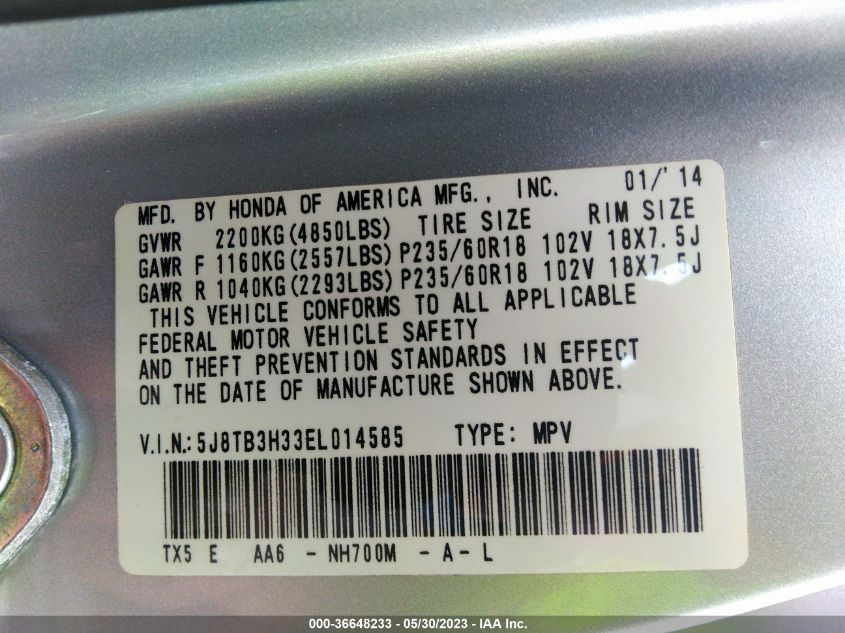 MFD. BY HONDA OF AMERICA MFG., INC. 01/'14
GVWR 2200KG(4850LBS) TIRE SIZE RIM SIZE
GAWR F 1160KG(2557LBS) P235/60R18 102V 18X7.5J
GAWR R 1040KG(2293LBS) P235/60R18 102V 18X7.5J
THIS VEHICLE CONFORMS TO ALL APPLICABLE
FEDERAL MOTOR VEHICLE SAFETY
AND THEFT PREVENTION STANDARDS IN EFFECT
ON THE DATE OF MANUFACTURE SHOWN ABOVE.
V.I.N.:5J8TB3H33EL014585 TYPE: MPV
TX5 E AA6 - NH700M - A - L
000-36648233 - 05/30/2023 - IAA Inc.